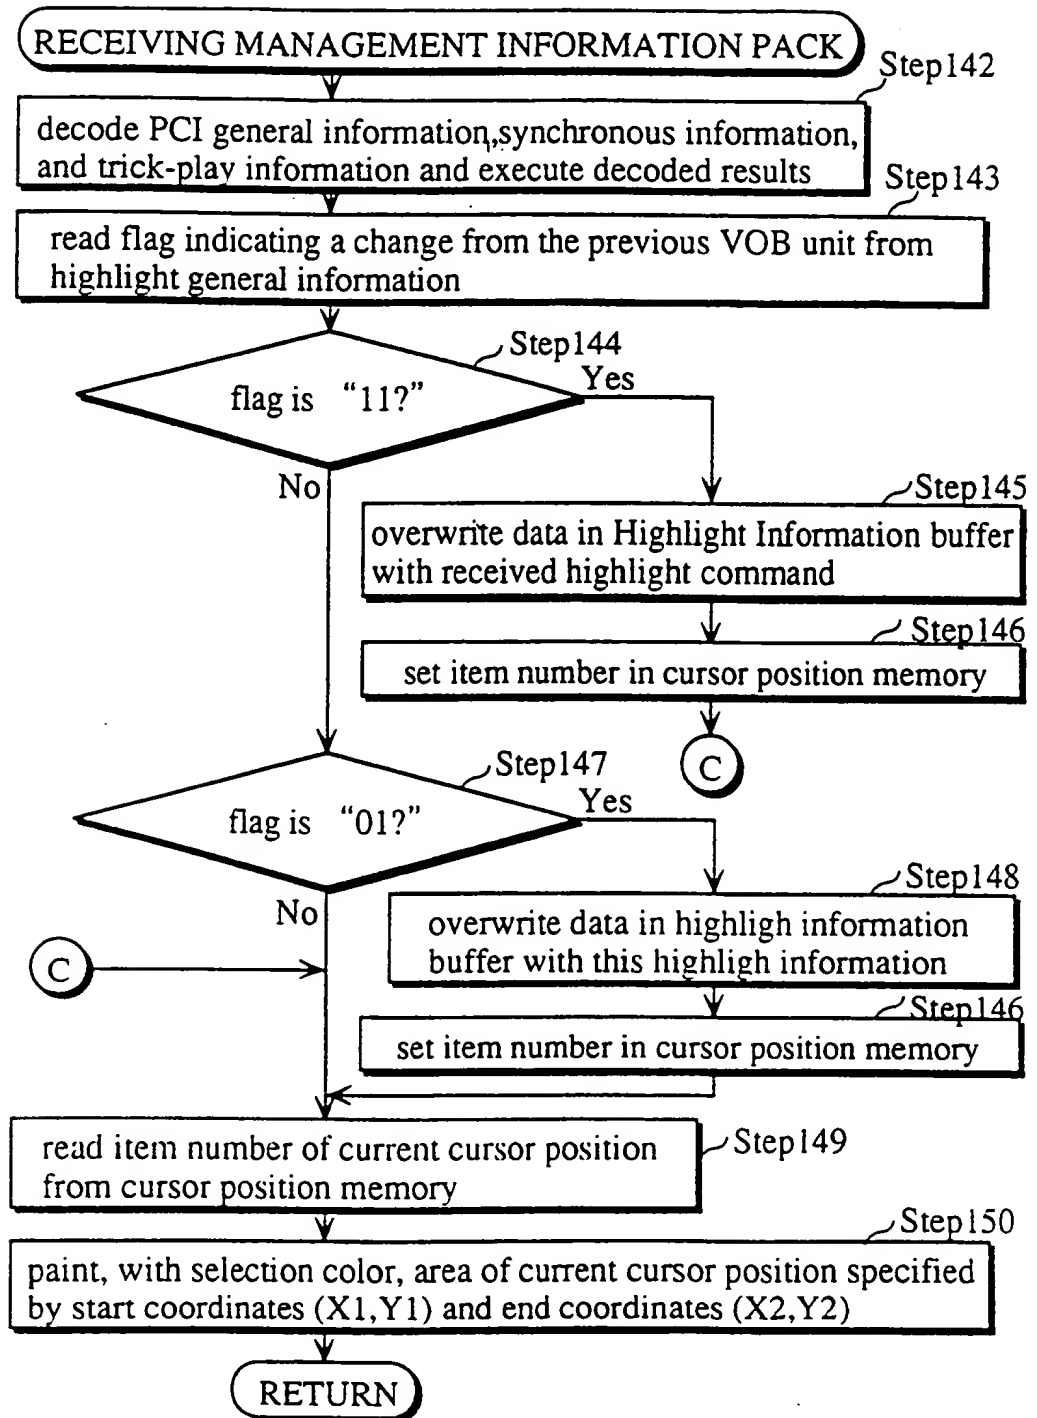 RECEIVING MANAGEMENT INFORMATION PACK
Step142
decode PCI general information,synchronous information,
and trick-play information and execute decoded results
Step143
read flag indicating a change from the previous VOB unit from
highlight general information
Step144
flag is “11?”
Yes
No
Step145
overwrite data in Highlight Information buffer
with received highlight command
Step146
set item number in cursor position memory
C
Step147
flag is “01?”
Yes
No
Step148
overwrite data in highligh information
buffer with this highligh information
C
Step146
set item number in cursor position memory
Step149
read item number of current cursor position
from cursor position memory
Step150
paint, with selection color, area of current cursor position specified
by start coordinates (X1,Y1) and end coordinates (X2,Y2)
RETURN